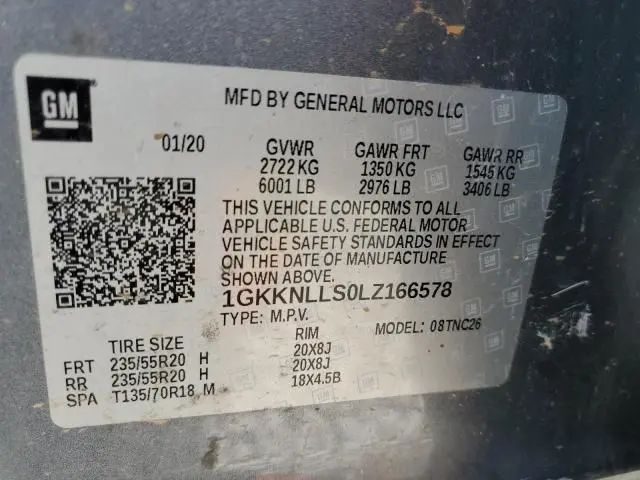 GM
MFD BY GENERAL MOTORS LLC
01/20 GVWR GAWR FRT GAWR RR
2722 KG 1350 KG 1545 KG
6001 LB 2976 LB 3406 LB
THIS VEHICLE CONFORMS TO ALL
APPLICABLE U.S. FEDERAL MOTOR
VEHICLE SAFETY STANDARDS IN EFFECT
ON THE DATE OF MANUFACTURE
SHOWN ABOVE.
1GKKNLLS0LZ166578
TYPE: M.P.V. MODEL: 08TNC26
TIRE SIZE RIM
FRT 235/55R20 H 20X8J
RR 235/55R20 H 20X8J
SPA T135/70R18 M 18X4.5B